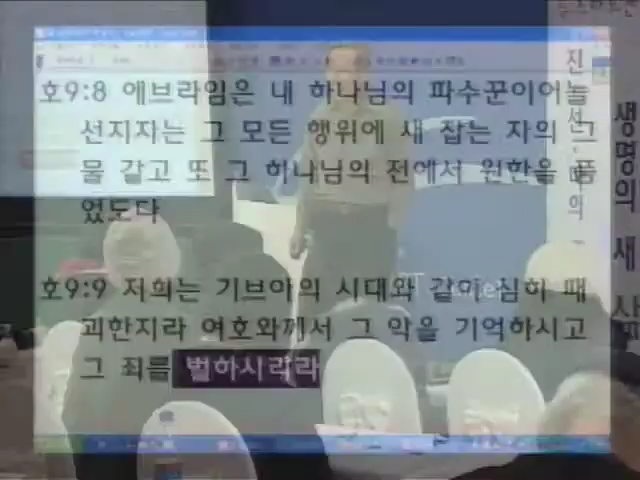 호9:8 에브라임은 내 하나님의 파수꾼이어늘
선지자는 그 모든 행위에 새 잡는 자의 그
물 같고 또 그 하나님의 전에서 원한을 품
었도다
호9:9 저희는 기브아의 시대와 같이 심히 패
괴한지라 여호와께서 그 악을 기억하시고
그 죄를 벌하시리라
생명의 새